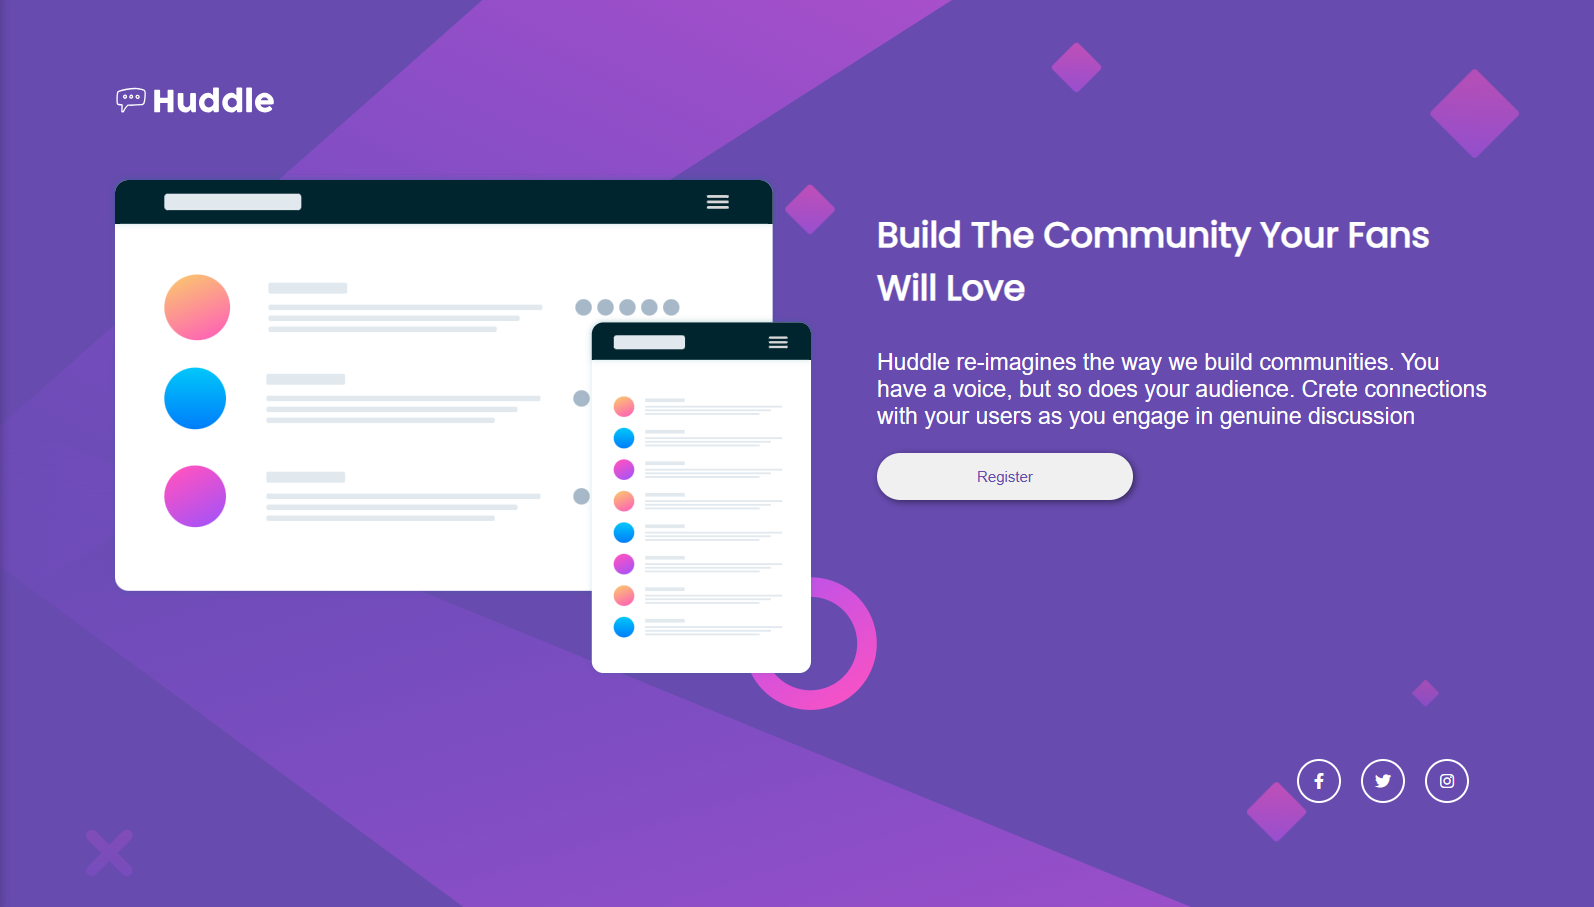 Huddle
Build The Community Your Fans
Will Love
Huddle re-imagines the way we build communities. You
have a voice, but so does your audience. Crete connections
with your users as you engage in genuine discussion
Register